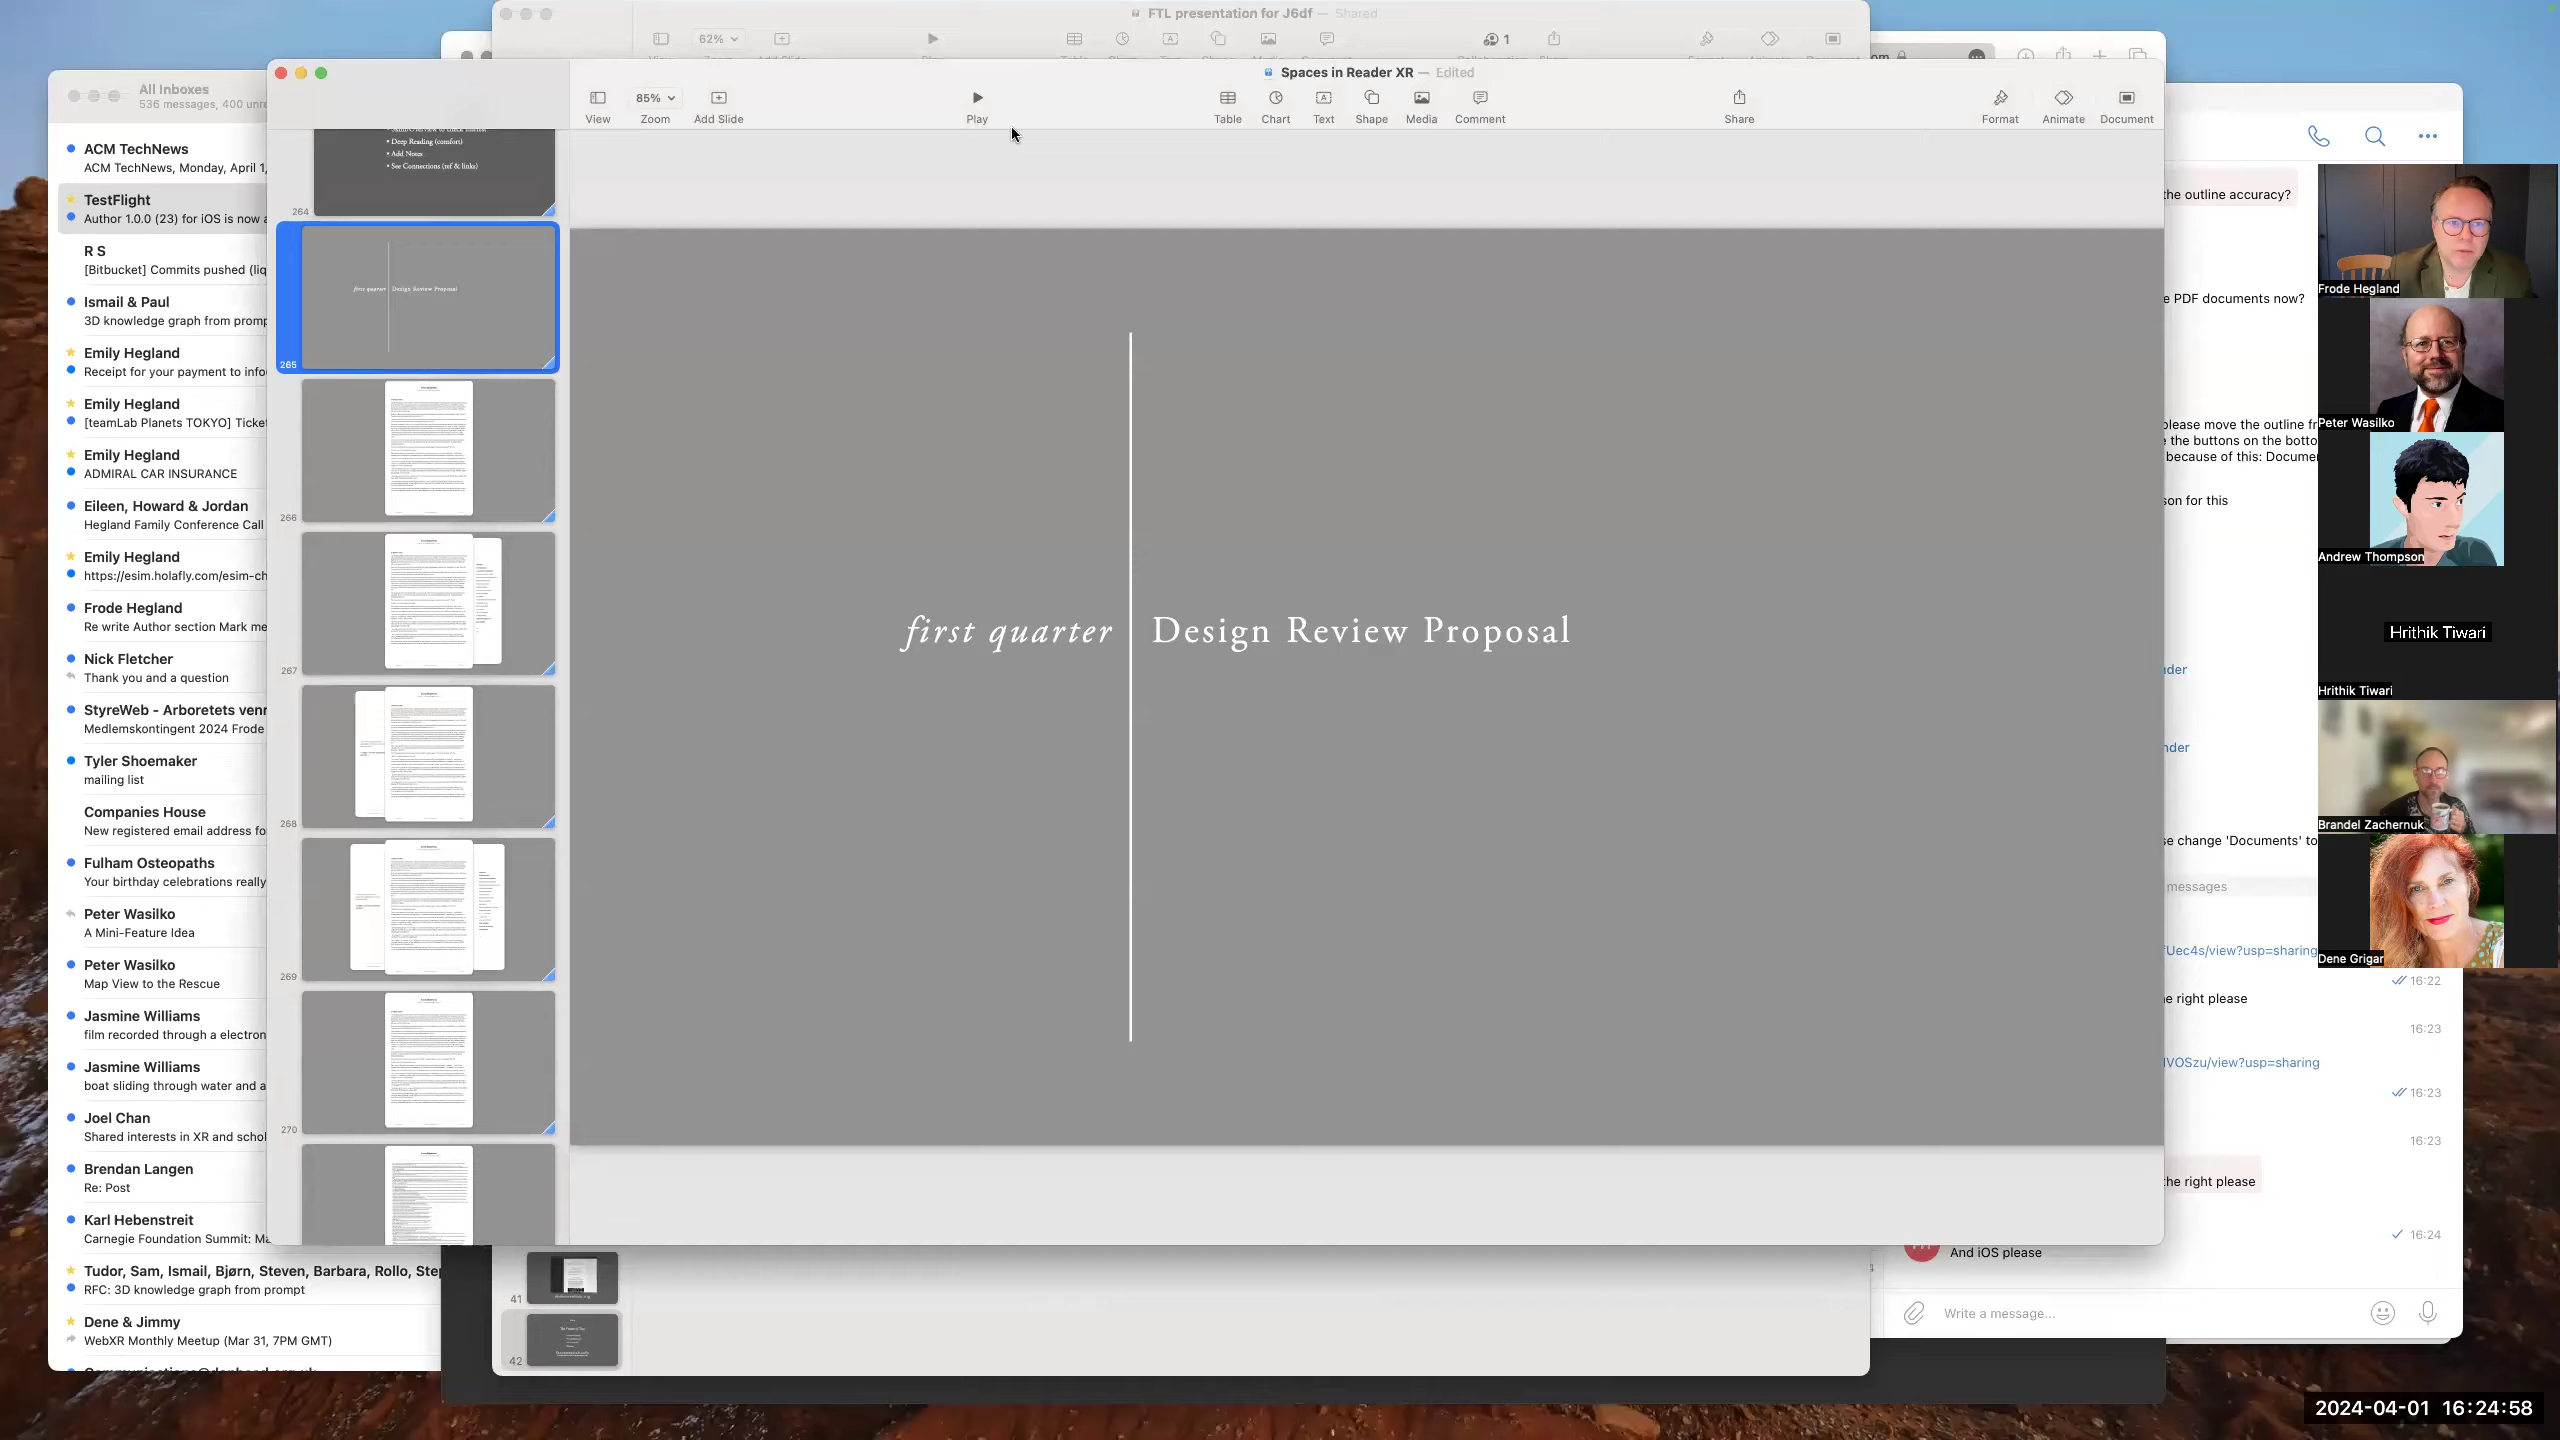 FTL presentation for J6df — Shared
62%
1
All Inboxes
536 messages, 400 unre
ACM TechNews
ACM TechNews, Monday, April 1,
TestFlight
Author 1.0.0 (23) for iOS is now a
R S
[Bitbucket] Commits pushed (liq
Ismail & Paul
3D knowledge graph from promp
Emily Hegland
Receipt for your payment to info
Emily Hegland
[teamLab Planets TOKYO] Ticket
Emily Hegland
ADMIRAL CAR INSURANCE
Eileen, Howard & Jordan
Hegland Family Conference Call
Emily Hegland
https://esim.holafly.com/esim-ch
Frode Hegland
Re write Author section Mark me
Nick Fletcher
Thank you and a question
StyreWeb - Arboretets venn
Medlemskontingent 2024 Frode
Tyler Shoemaker
mailing list
Companies House
New registered email address fo
Fulham Osteopaths
Your birthday celebrations really
Peter Wasilko
A Mini-Feature Idea
Peter Wasilko
Map View to the Rescue
Jasmine Williams
film recorded through a electron
Jasmine Williams
boat sliding through water and a
Joel Chan
Shared interests in XR and schol
Brendan Langen
Re: Post
Karl Hebenstreit
Carnegie Foundation Summit: Ma
Tudor, Sam, Ismail, Bjørn, Steven, Barbara, Rollo, Step
RFC: 3D knowledge graph from prompt
Dene & Jimmy
WebXR Monthly Meetup (Mar 31, 7PM GMT)
Spaces in Reader XR — Edited
View
85%
Zoom
Add Slide
Play
Table
Chart
Text
Shape
Media
Comment
Share
Format
Animate
Document
• Deep Reading (comfort)
• Add Notes
• See Connections (ref & links)
264
first quarter
Design Review Proposal
265
266
267
268
269
270
first quarter
Design Review Proposal
41
42
the outline accuracy?
e PDF documents now?
please move the outline fr
e the buttons on the botto
because of this: Documen
son for this
ader
nder
se change 'Documents' to
messages
fUec4s/view?usp=sharing
16:22
he right please
16:23
IVOSzu/view?usp=sharing
16:23
16:23
the right please
16:24
And iOS please
Write a message...
Frode Hegland
Peter Wasilko
Andrew Thompson
Hrithik Tiwari
Hrithik Tiwari
Brandel Zachernuk
Dene Grigar
2024-04-01 16:24:58